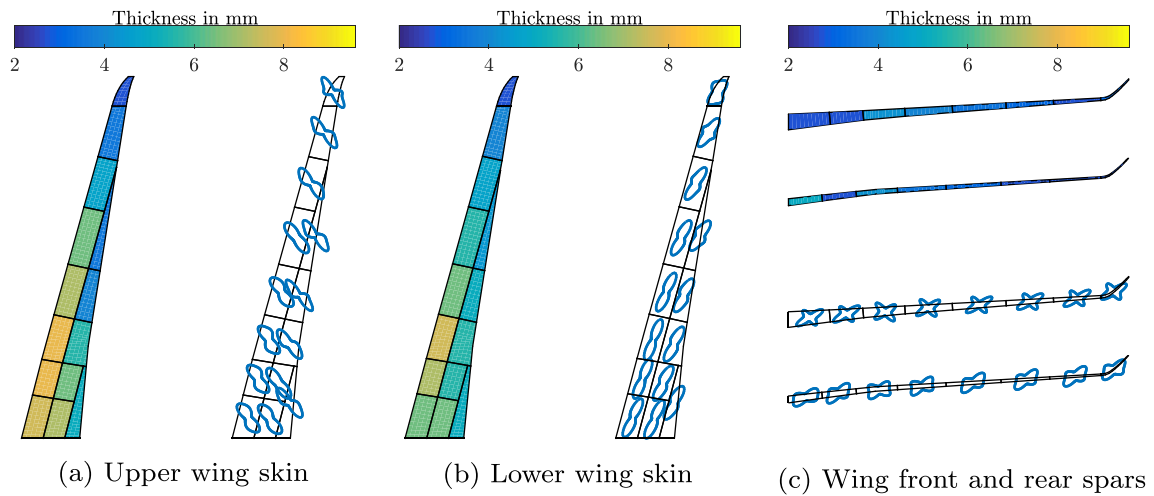 Thickness in mm
2 4 6 8
(a) Upper wing skin
Thickness in mm
2 4 6 8
(b) Lower wing skin
Thickness in mm
2 4 6 8
(c) Wing front and rear spars